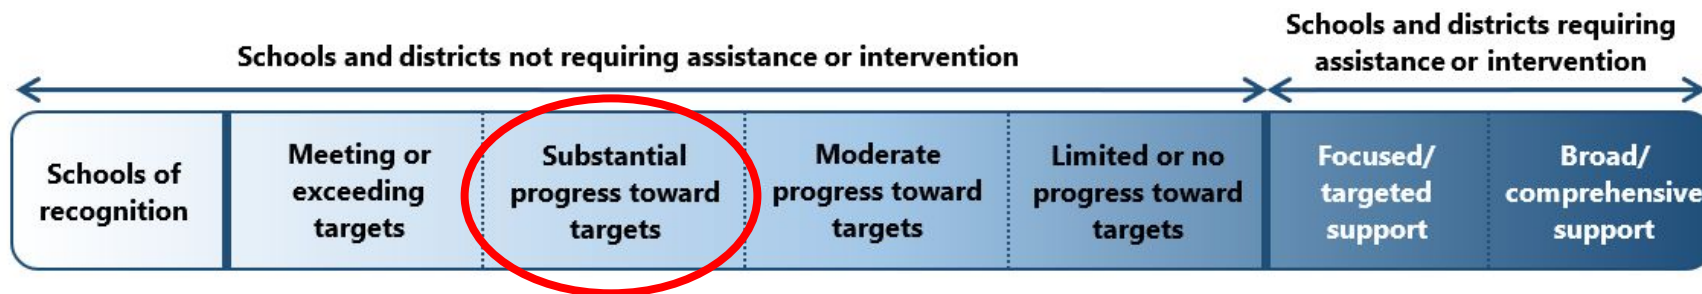 Schools and districts not requiring assistance or intervention
Schools and districts requiring
assistance or intervention
Schools of
recognition
Meeting or
exceeding
targets
Substantial
progress toward
targets
Moderate
progress toward
targets
Limited or no
progress toward
targets
Focused/
targeted
support
Broad/
comprehensive
support